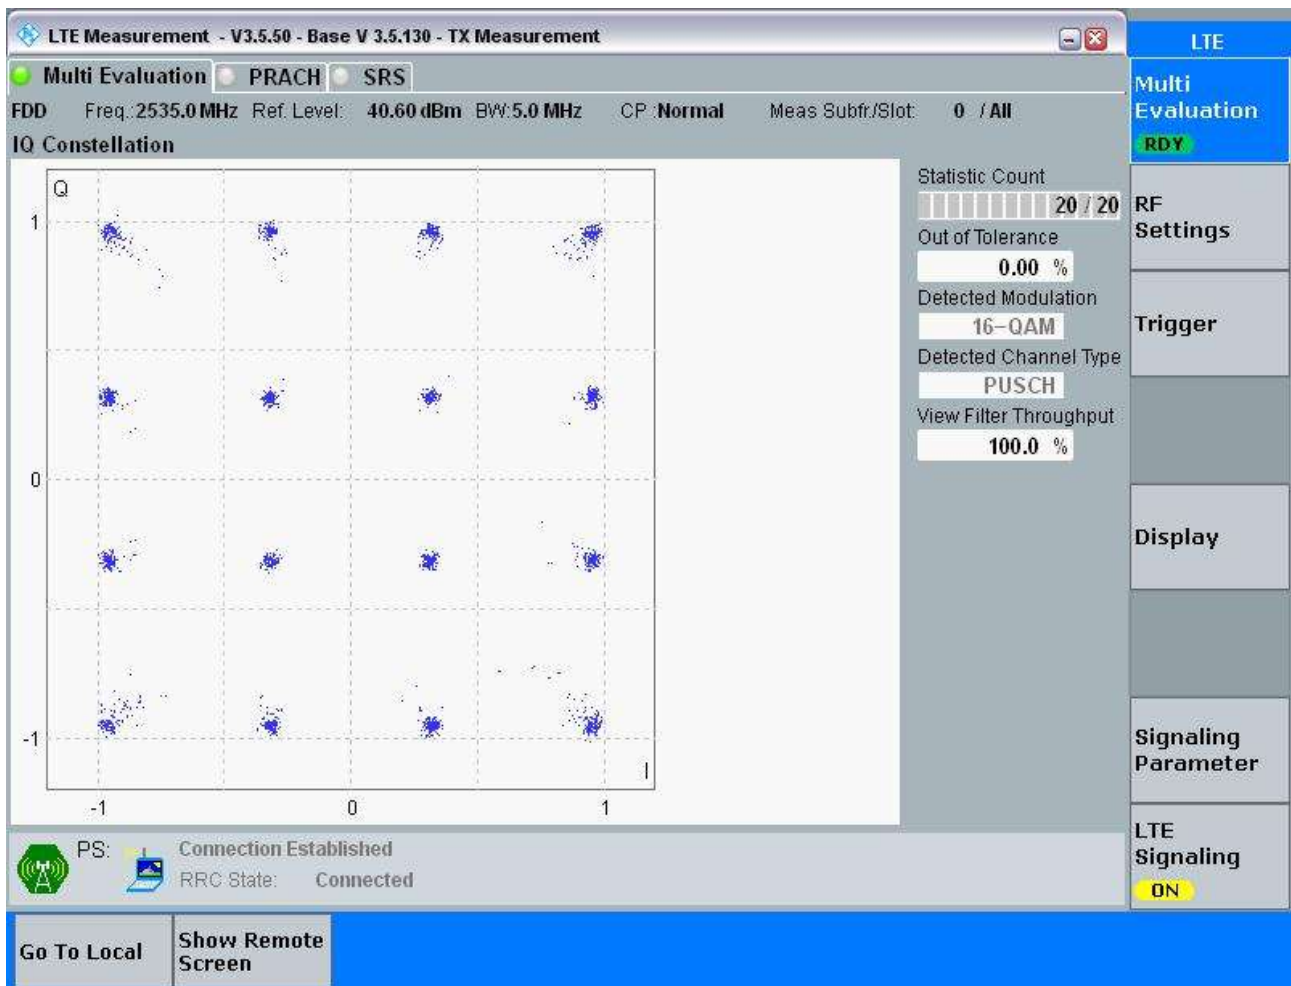 LTE Measurement - V3.5.50 - Base V 3.5.130 - TX Measurement
LTE
Multi Evaluation PRACH SRS
FDD Freq.:2535.0 MHz Ref. Level: 40.60 dBm BW:5.0 MHz CP :Normal Meas Subfr./Slot: 0 / All
IQ Constellation
Q
1
0
-1
-1 0 1
I
Statistic Count
20 / 20
Out of Tolerance
0.00 %
Detected Modulation
16-QAM
Detected Channel Type
PUSCH
View Filter Throughput
100.0 %
Multi
Evaluation
RDY
RF
Settings
Trigger
Display
Signaling
Parameter
LTE
Signaling
ON
PS: Connection Established
RRC State: Connected
Go To Local
Show Remote
Screen